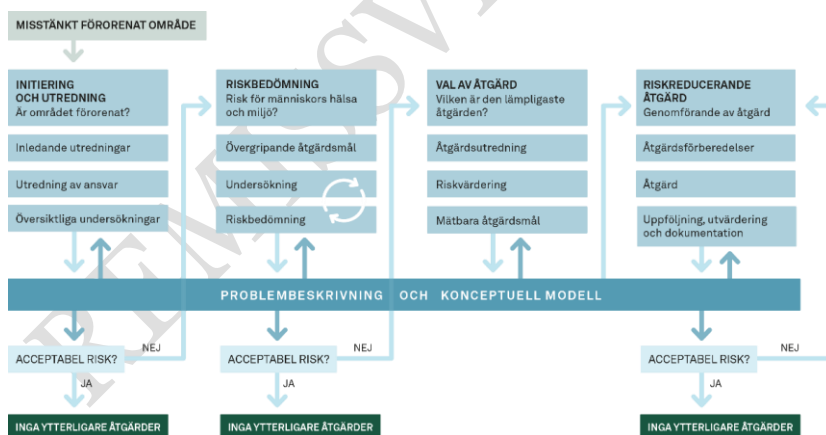 MISSTÄNKT FÖRORENAT OMRÅDE
INITIERING
OCH UTREDNING
Är området förorenat?
Inledande utredningar
Utredning av ansvar
Översiktliga undersökningar
RISKBEDÖMNING
Risk för människors hälsa
och miljö?
Övergripande åtgärdsmål
Undersökning
Riskbedömning
VAL AV ÅTGÄRD
Vilken är den lämpligaste
åtgärden?
Åtgärdsutredning
Riskvärdering
Mätbara åtgärdsmål
RISKREDUCERANDE
ÅTGÄRD
Genomförande av åtgärd
Åtgärdsförberedelser
Åtgärd
Uppföljning, utvärdering
och dokumentation
PROBLEMBESKRIVNING OCH KONCEPTUELL MODELL
ACCEPTABEL RISK?
NEJ
JA
INGA YTTERLIGARE ÅTGÄRDER
ACCEPTABEL RISK?
NEJ
JA
INGA YTTERLIGARE ÅTGÄRDER
ACCEPTABEL RISK?
NEJ
JA
INGA YTTERLIGARE ÅTGÄRDER